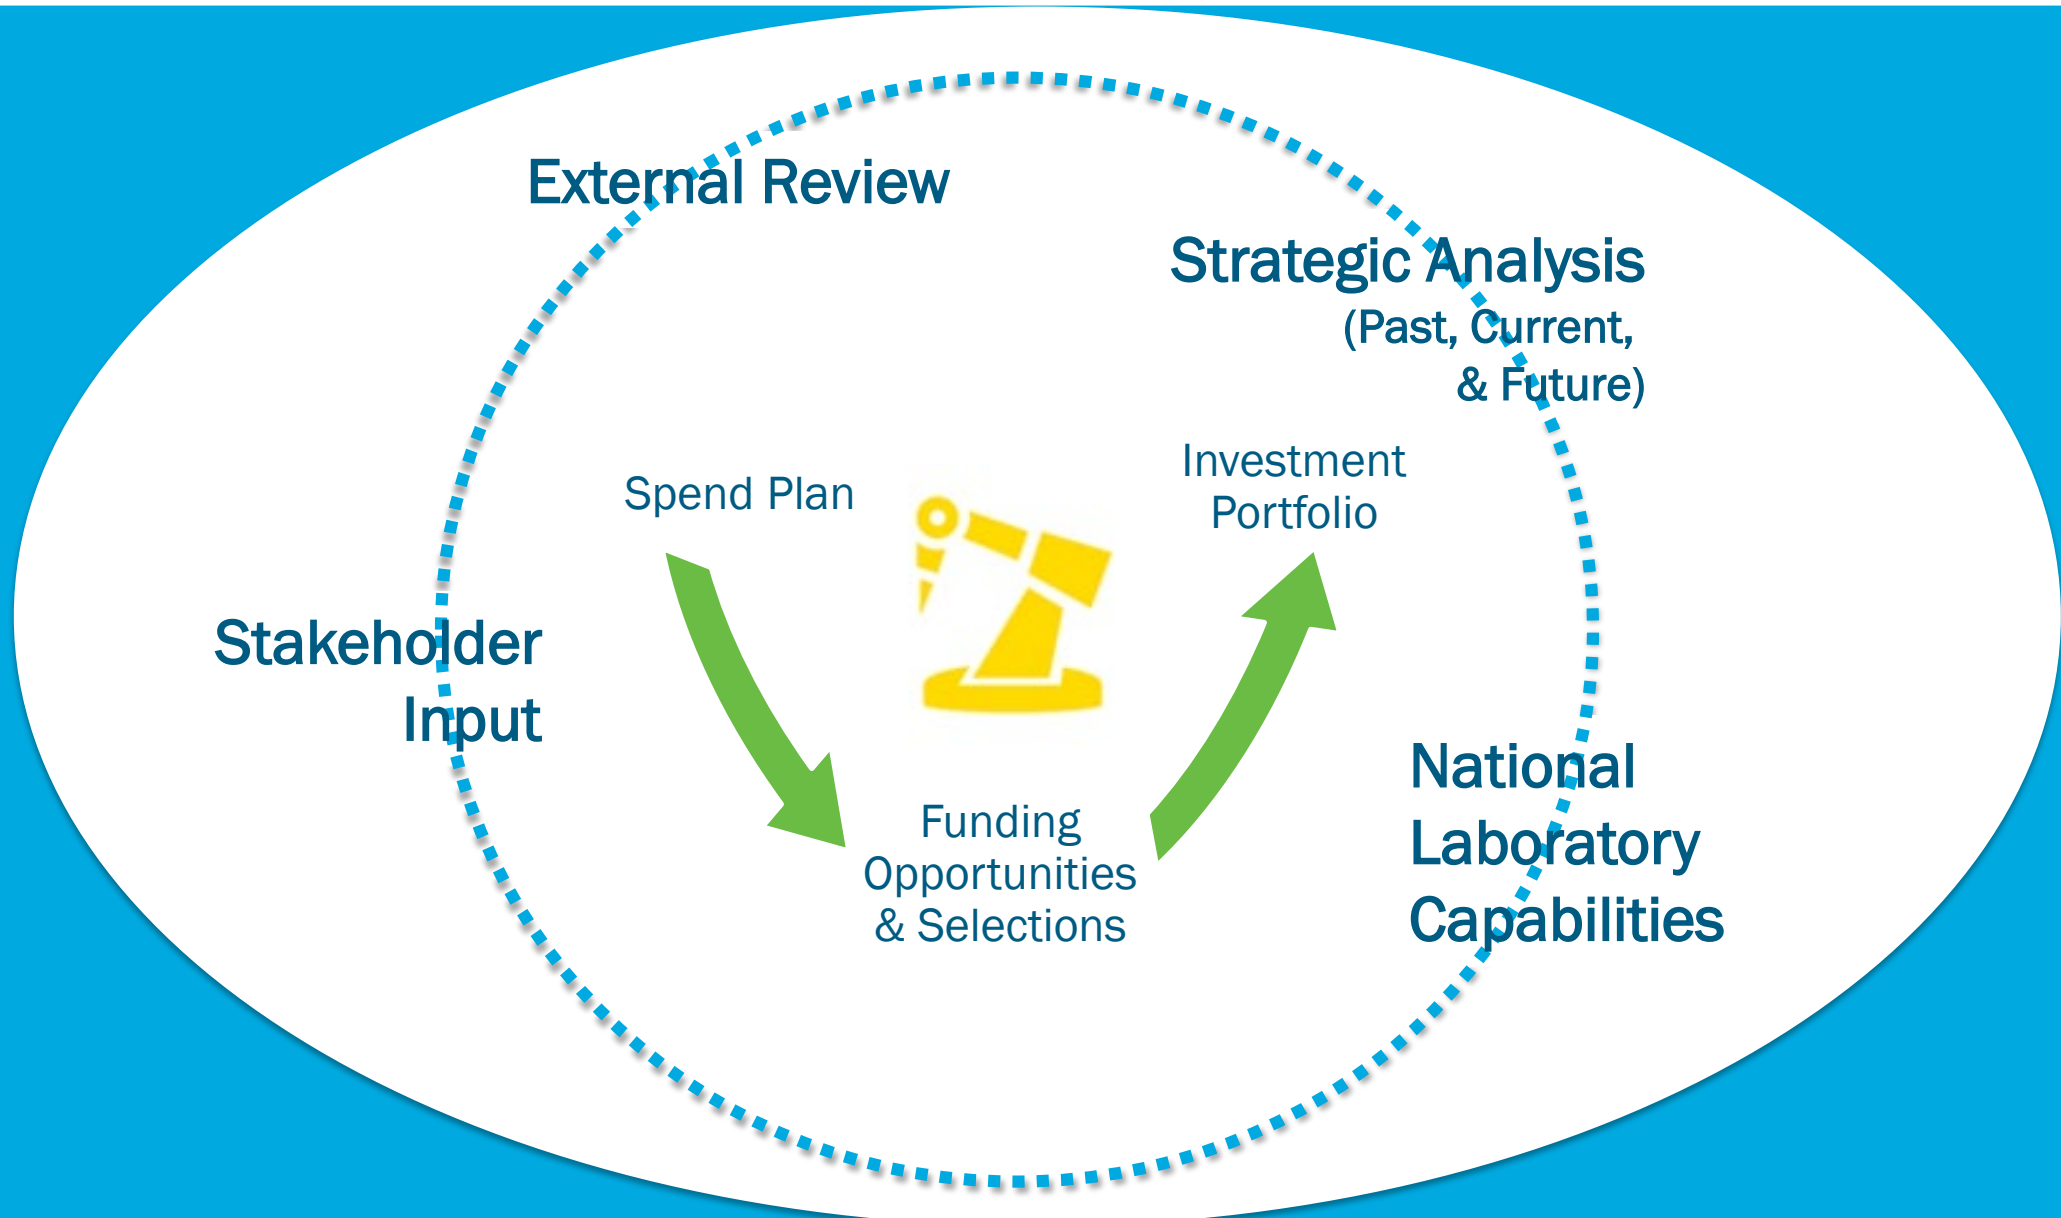 External Review
Strategic Analysis
(Past, Current,
& Future)
Spend Plan
Investment
Portfolio
Stakeholder
Input
Funding
Opportunities
& Selections
National
Laboratory
Capabilities